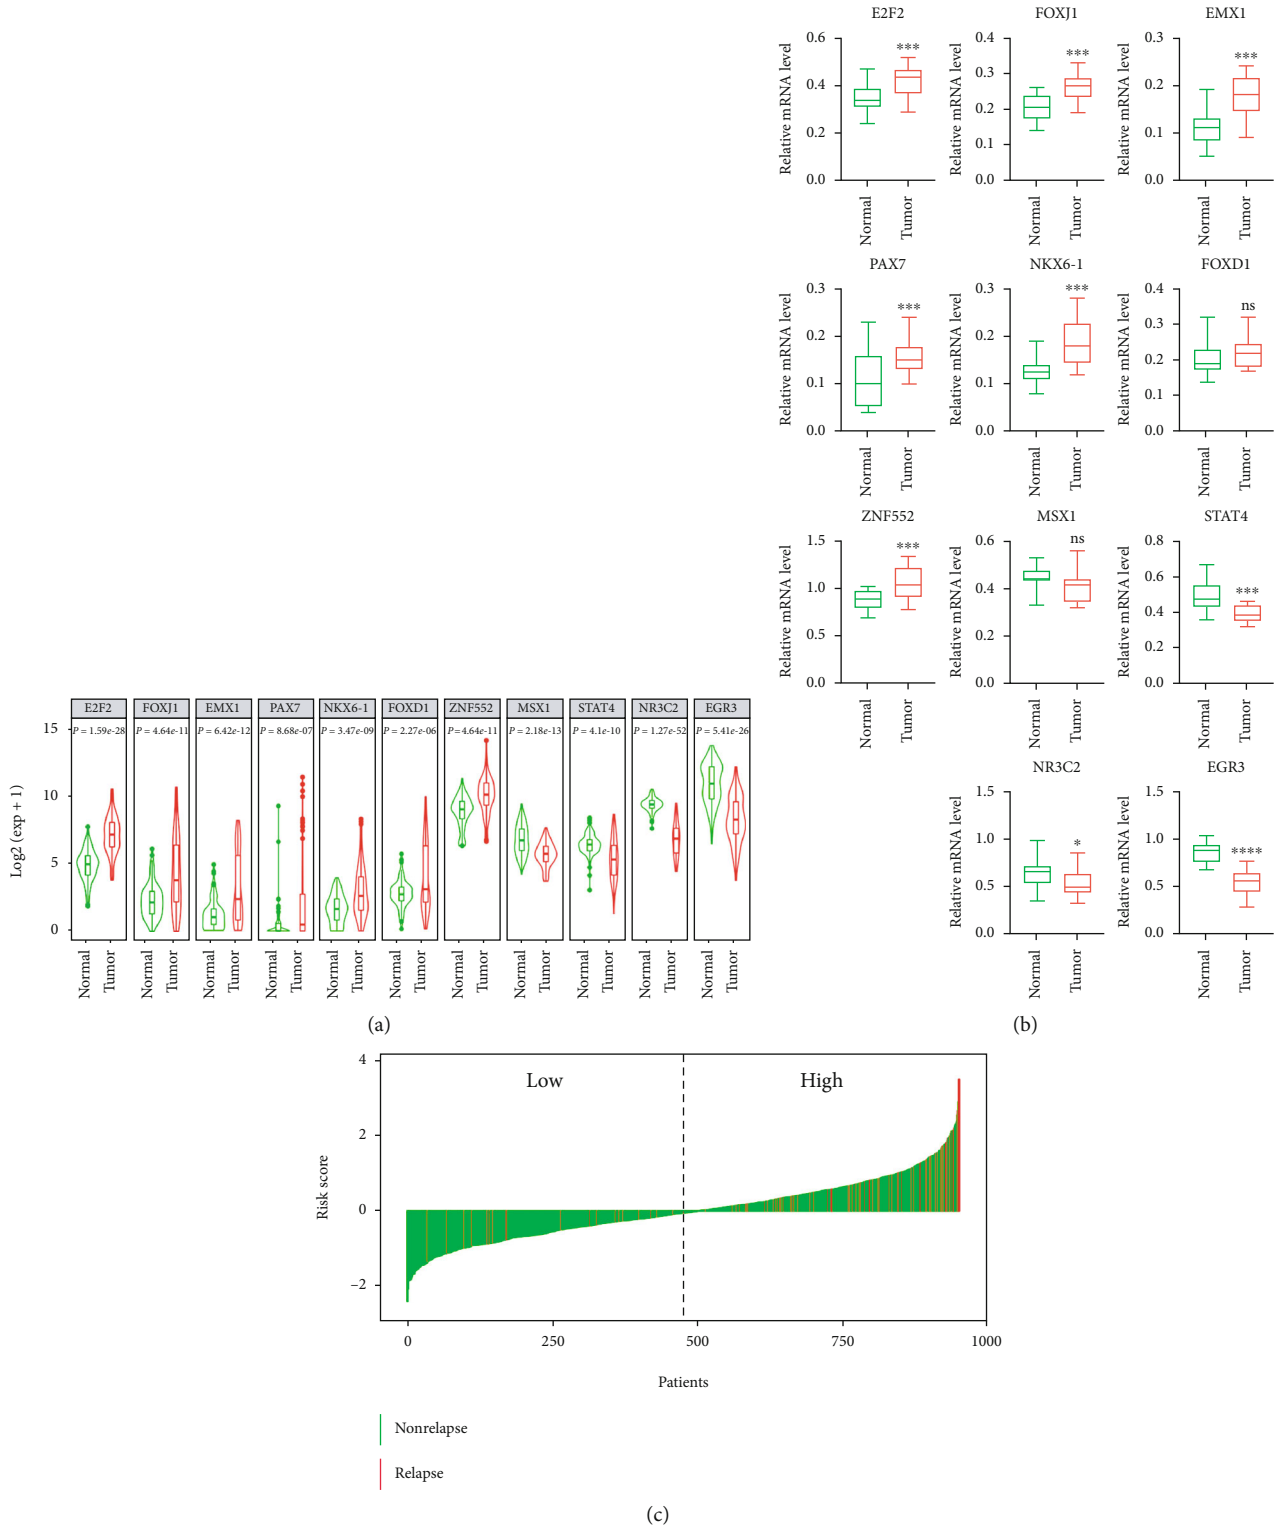 E2F2 FOXJ1 EMX1 PAX7 NKX6-1 FOXD1 ZNF552 MSX1 STAT4 NR3C2 EGR3
P = 1.59e-28 P = 4.64e-11 P = 6.42e-12 P = 8.68e-07 P = 3.47e-09 P = 2.27e-06 P =4.64e-11 P = 2.18e-13 P = 4.1e-10 P = 1.27e-52 P = 5.41e-26
15
10
5
0
Log2 (exp + 1)
Normal Tumor Normal Tumor Normal Tumor Normal Tumor Normal Tumor Normal Tumor Normal Tumor Normal Tumor Normal Tumor Normal Tumor Normal Tumor
(a)
E2F2
Relative mRNA level
0.6
0.4
0.2
0.0
***
Normal Tumor
FOXJ1
Relative mRNA level
0.4
0.3
0.2
0.1
0.0
***
Normal Tumor
EMX1
Relative mRNA level
0.3
0.2
0.1
0.0
***
Normal Tumor
PAX7
Relative mRNA level
0.3
0.2
0.1
0.0
***
Normal Tumor
NKX6-1
Relative mRNA level
0.3
0.2
0.1
0.0
***
Normal Tumor
FOXD1
Relative mRNA level
0.4
0.3
0.2
0.1
0.0
ns
Normal Tumor
ZNF552
Relative mRNA level
1.5
1.0
0.5
0.0
***
Normal Tumor
MSX1
Relative mRNA level
0.6
0.4
0.2
0.0
ns
Normal Tumor
STAT4
Relative mRNA level
0.8
0.6
0.4
0.2
0.0
***
Normal Tumor
NR3C2
Relative mRNA level
1.5
1.0
0.5
0.0
*
Normal Tumor
EGR3
Relative mRNA level
1.5
1.0
0.5
0.0
****
Normal Tumor
(b)
Low High
4
2
0
−2
Risk score
0 250 500 750 1000
Patients
Nonrelapse
Relapse
(c)